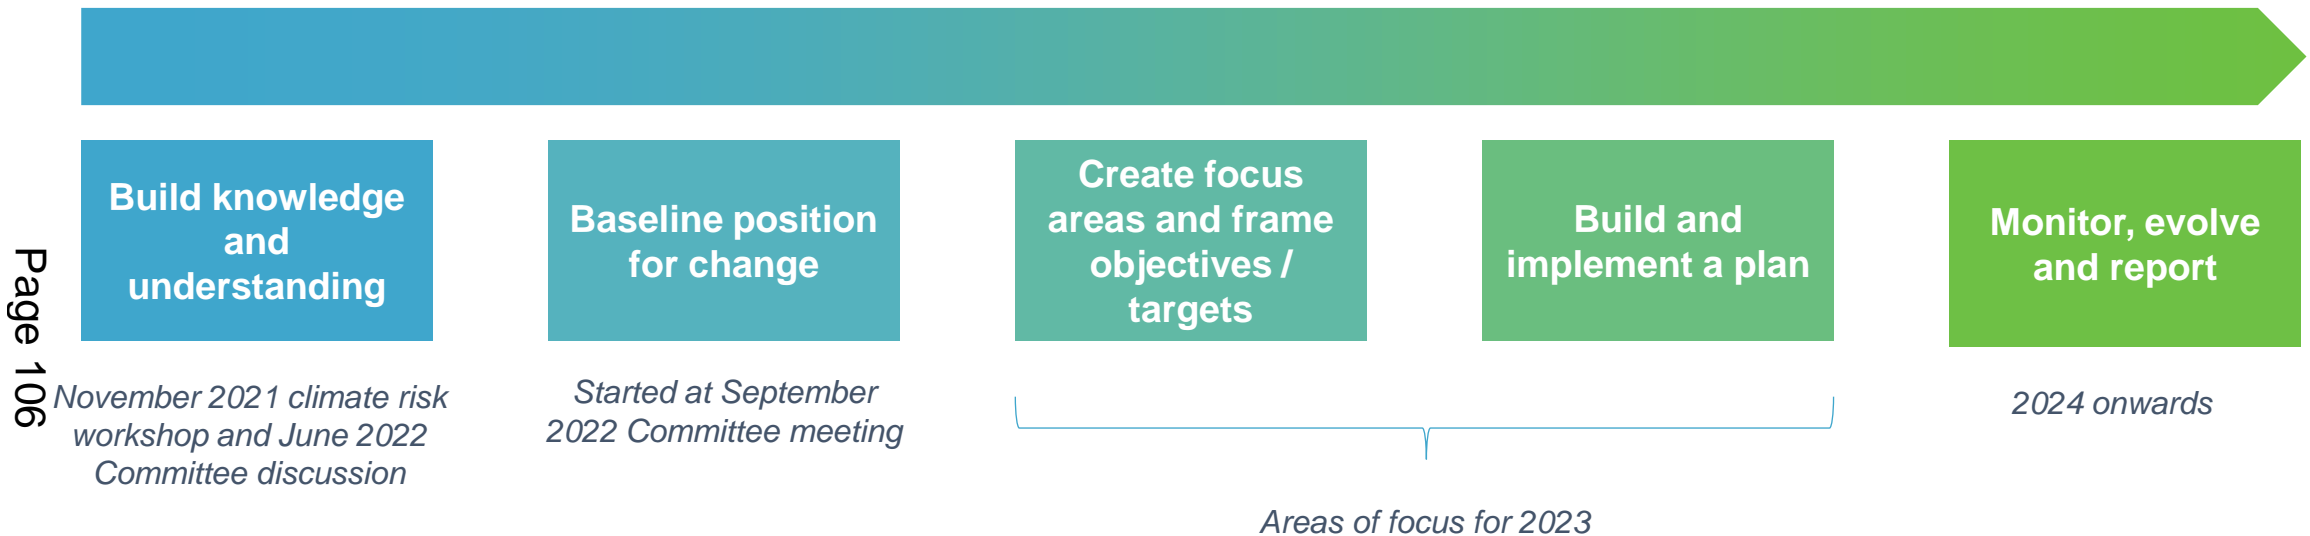 Build knowledge
and
understanding
Baseline position
for change
Create focus
areas and frame
objectives /
targets
Build and
implement a plan
Monitor, evolve
and report
November 2021 climate risk
workshop and June 2022
Committee discussion
Started at September
2022 Committee meeting
Areas of focus for 2023
2024 onwards
Page 106